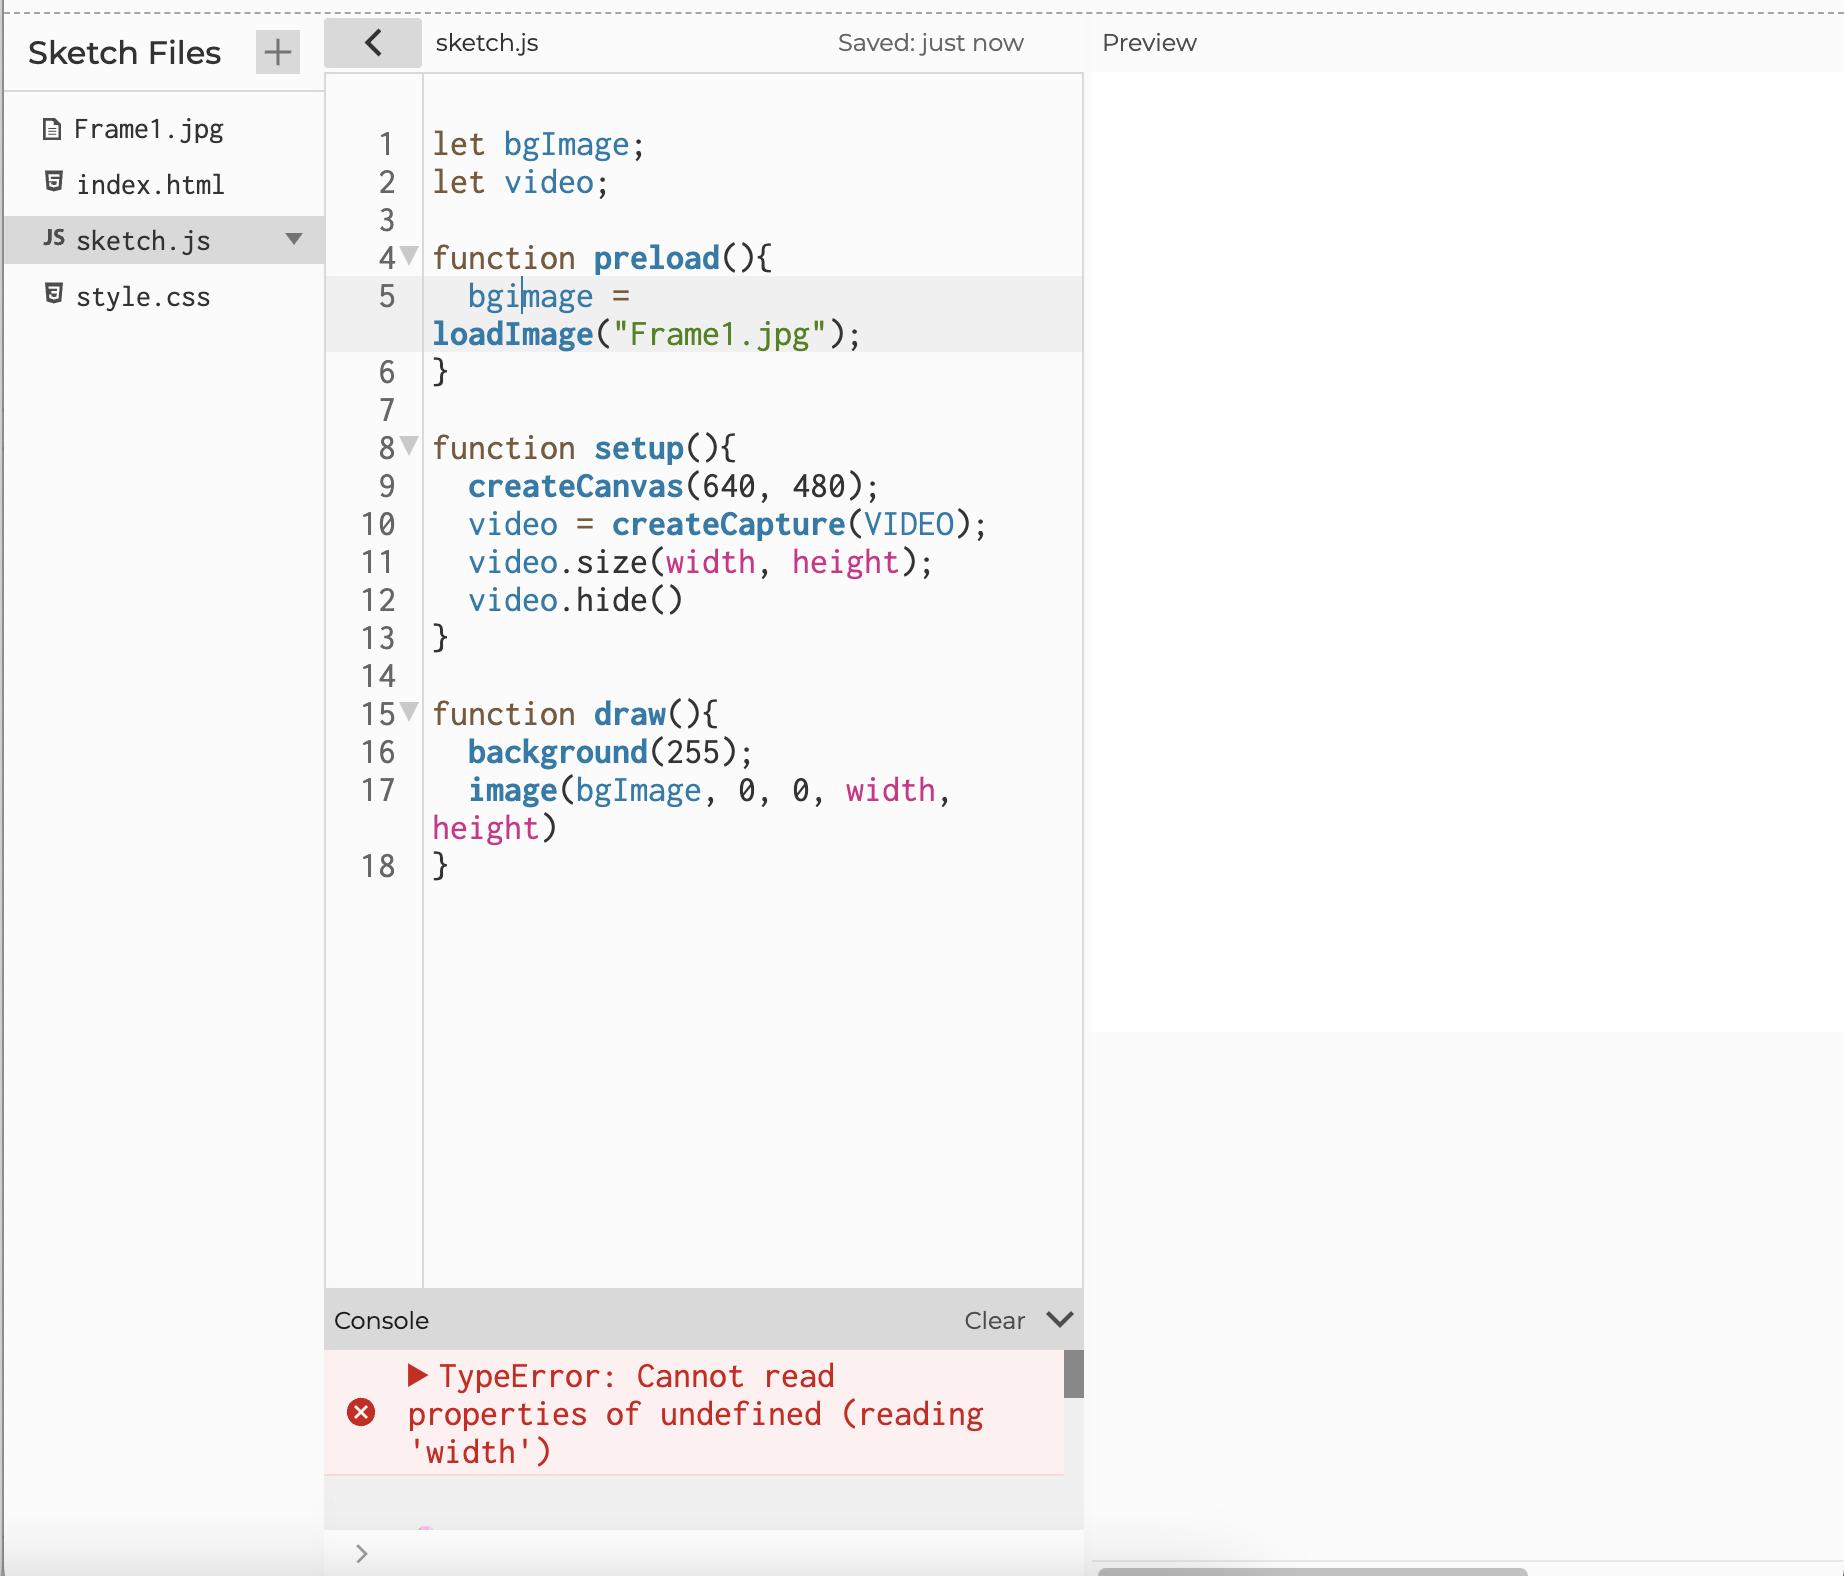 Sketch Files
Frame1.jpg
index.html
JS sketch.js
style.css
sketch.js
Saved: just now
1 let bgImage;
2 let video;
3
4 function preload(){
5   bgimage =
loadImage("Frame1.jpg");
6 }
7
8 function setup(){
9   createCanvas(640, 480);
10   video = createCapture(VIDEO);
11   video.size(width, height);
12   video.hide()
13 }
14
15 function draw(){
16   background(255);
17   image(bgImage, 0, 0, width,
height)
18 }
Console
Clear
TypeError: Cannot read
properties of undefined (reading
'width')
>
Preview